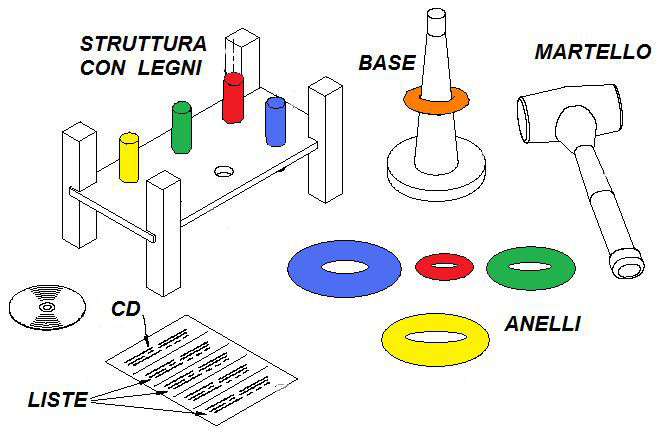 STRUTTURA
CON LEGNI
BASE
MARTELLO
ANELLI
CD
LISTE